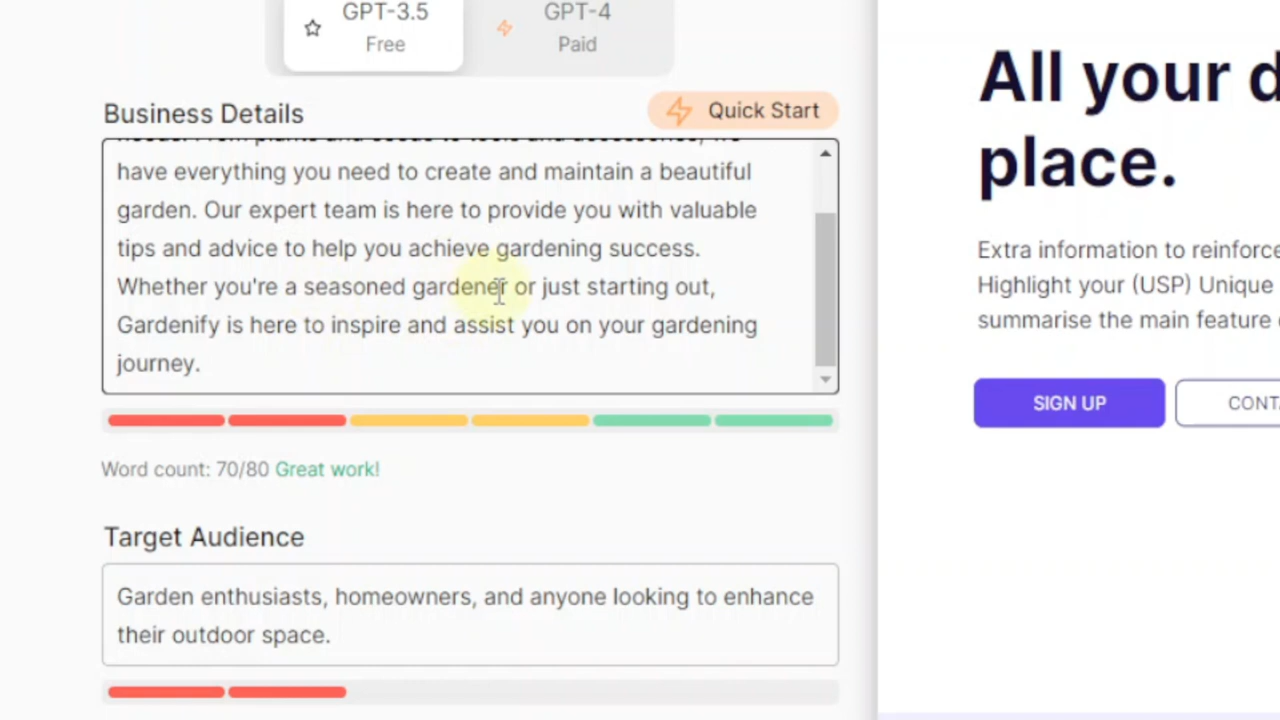 GPT-3.5
Free
GPT-4
Paid
Business Details
Quick Start
have everything you need to create and maintain a beautiful
garden. Our expert team is here to provide you with valuable
tips and advice to help you achieve gardening success.
Whether you're a seasoned gardener or just starting out,
Gardenify is here to inspire and assist you on your gardening
journey.
Word count: 70/80 Great work!
Target Audience
Garden enthusiasts, homeowners, and anyone looking to enhance
their outdoor space.
All your
place.
Extra information to reinforce
Highlight your (USP) Unique
summarise the main feature
SIGN UP
CONTA